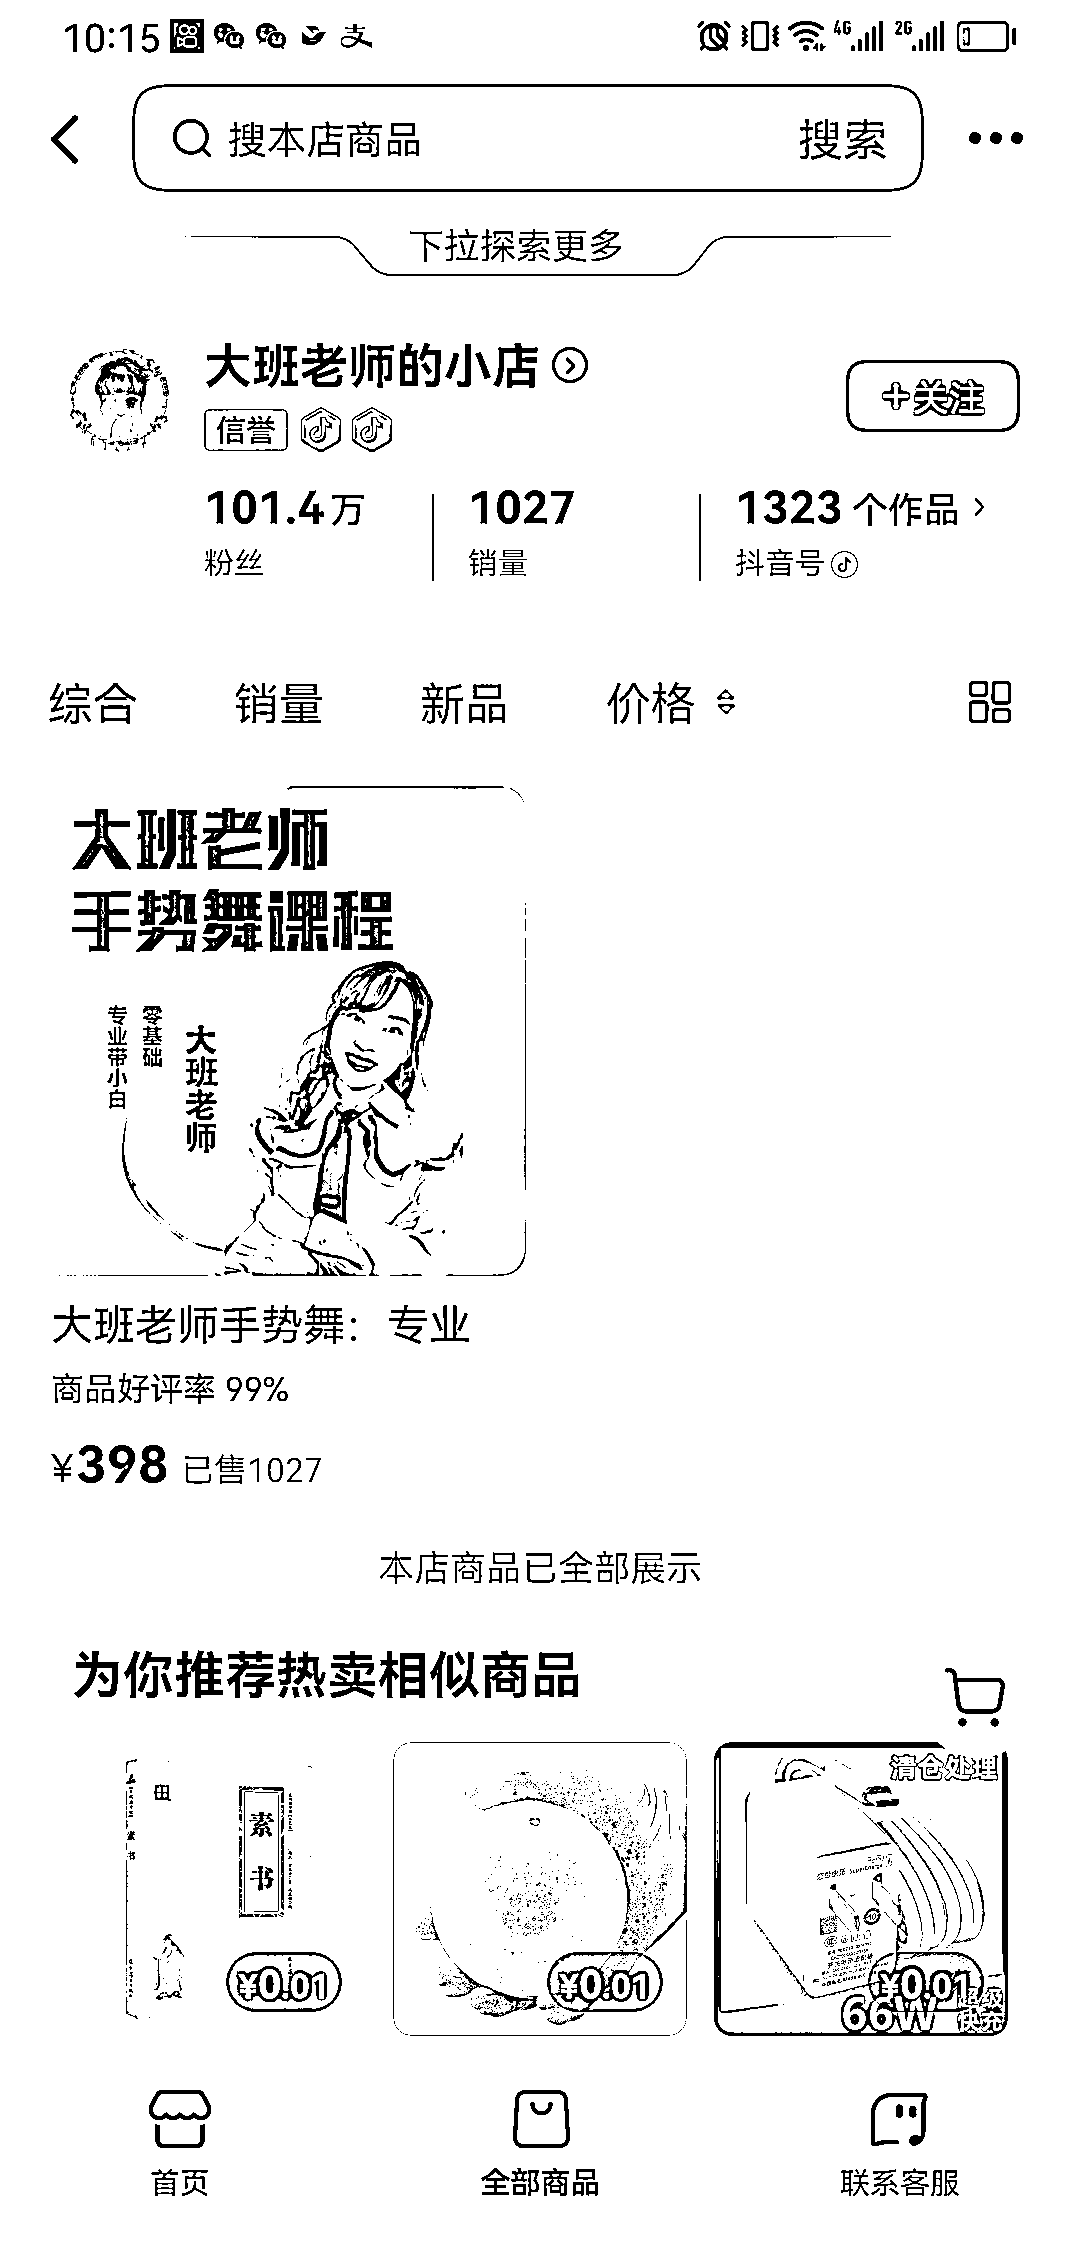 10:15 支 4G 2G
搜本店商品 搜索
下拉探索更多
大班老师的小店
+关注
信誉
101.4万 1027 1323 个作品
粉丝 销量 抖音号
综合 销量 新品 价格
大班老师
手势舞课程
零基础
专业带小白
大班老师
大班老师手势舞：专业
商品好评率 99%
¥398 已售1027
本店商品已全部展示
为你推荐热卖相似商品
清仓处理
素书
¥0.01 ¥0.01 ¥0.01
66W 超级快充
首页 全部商品 联系客服